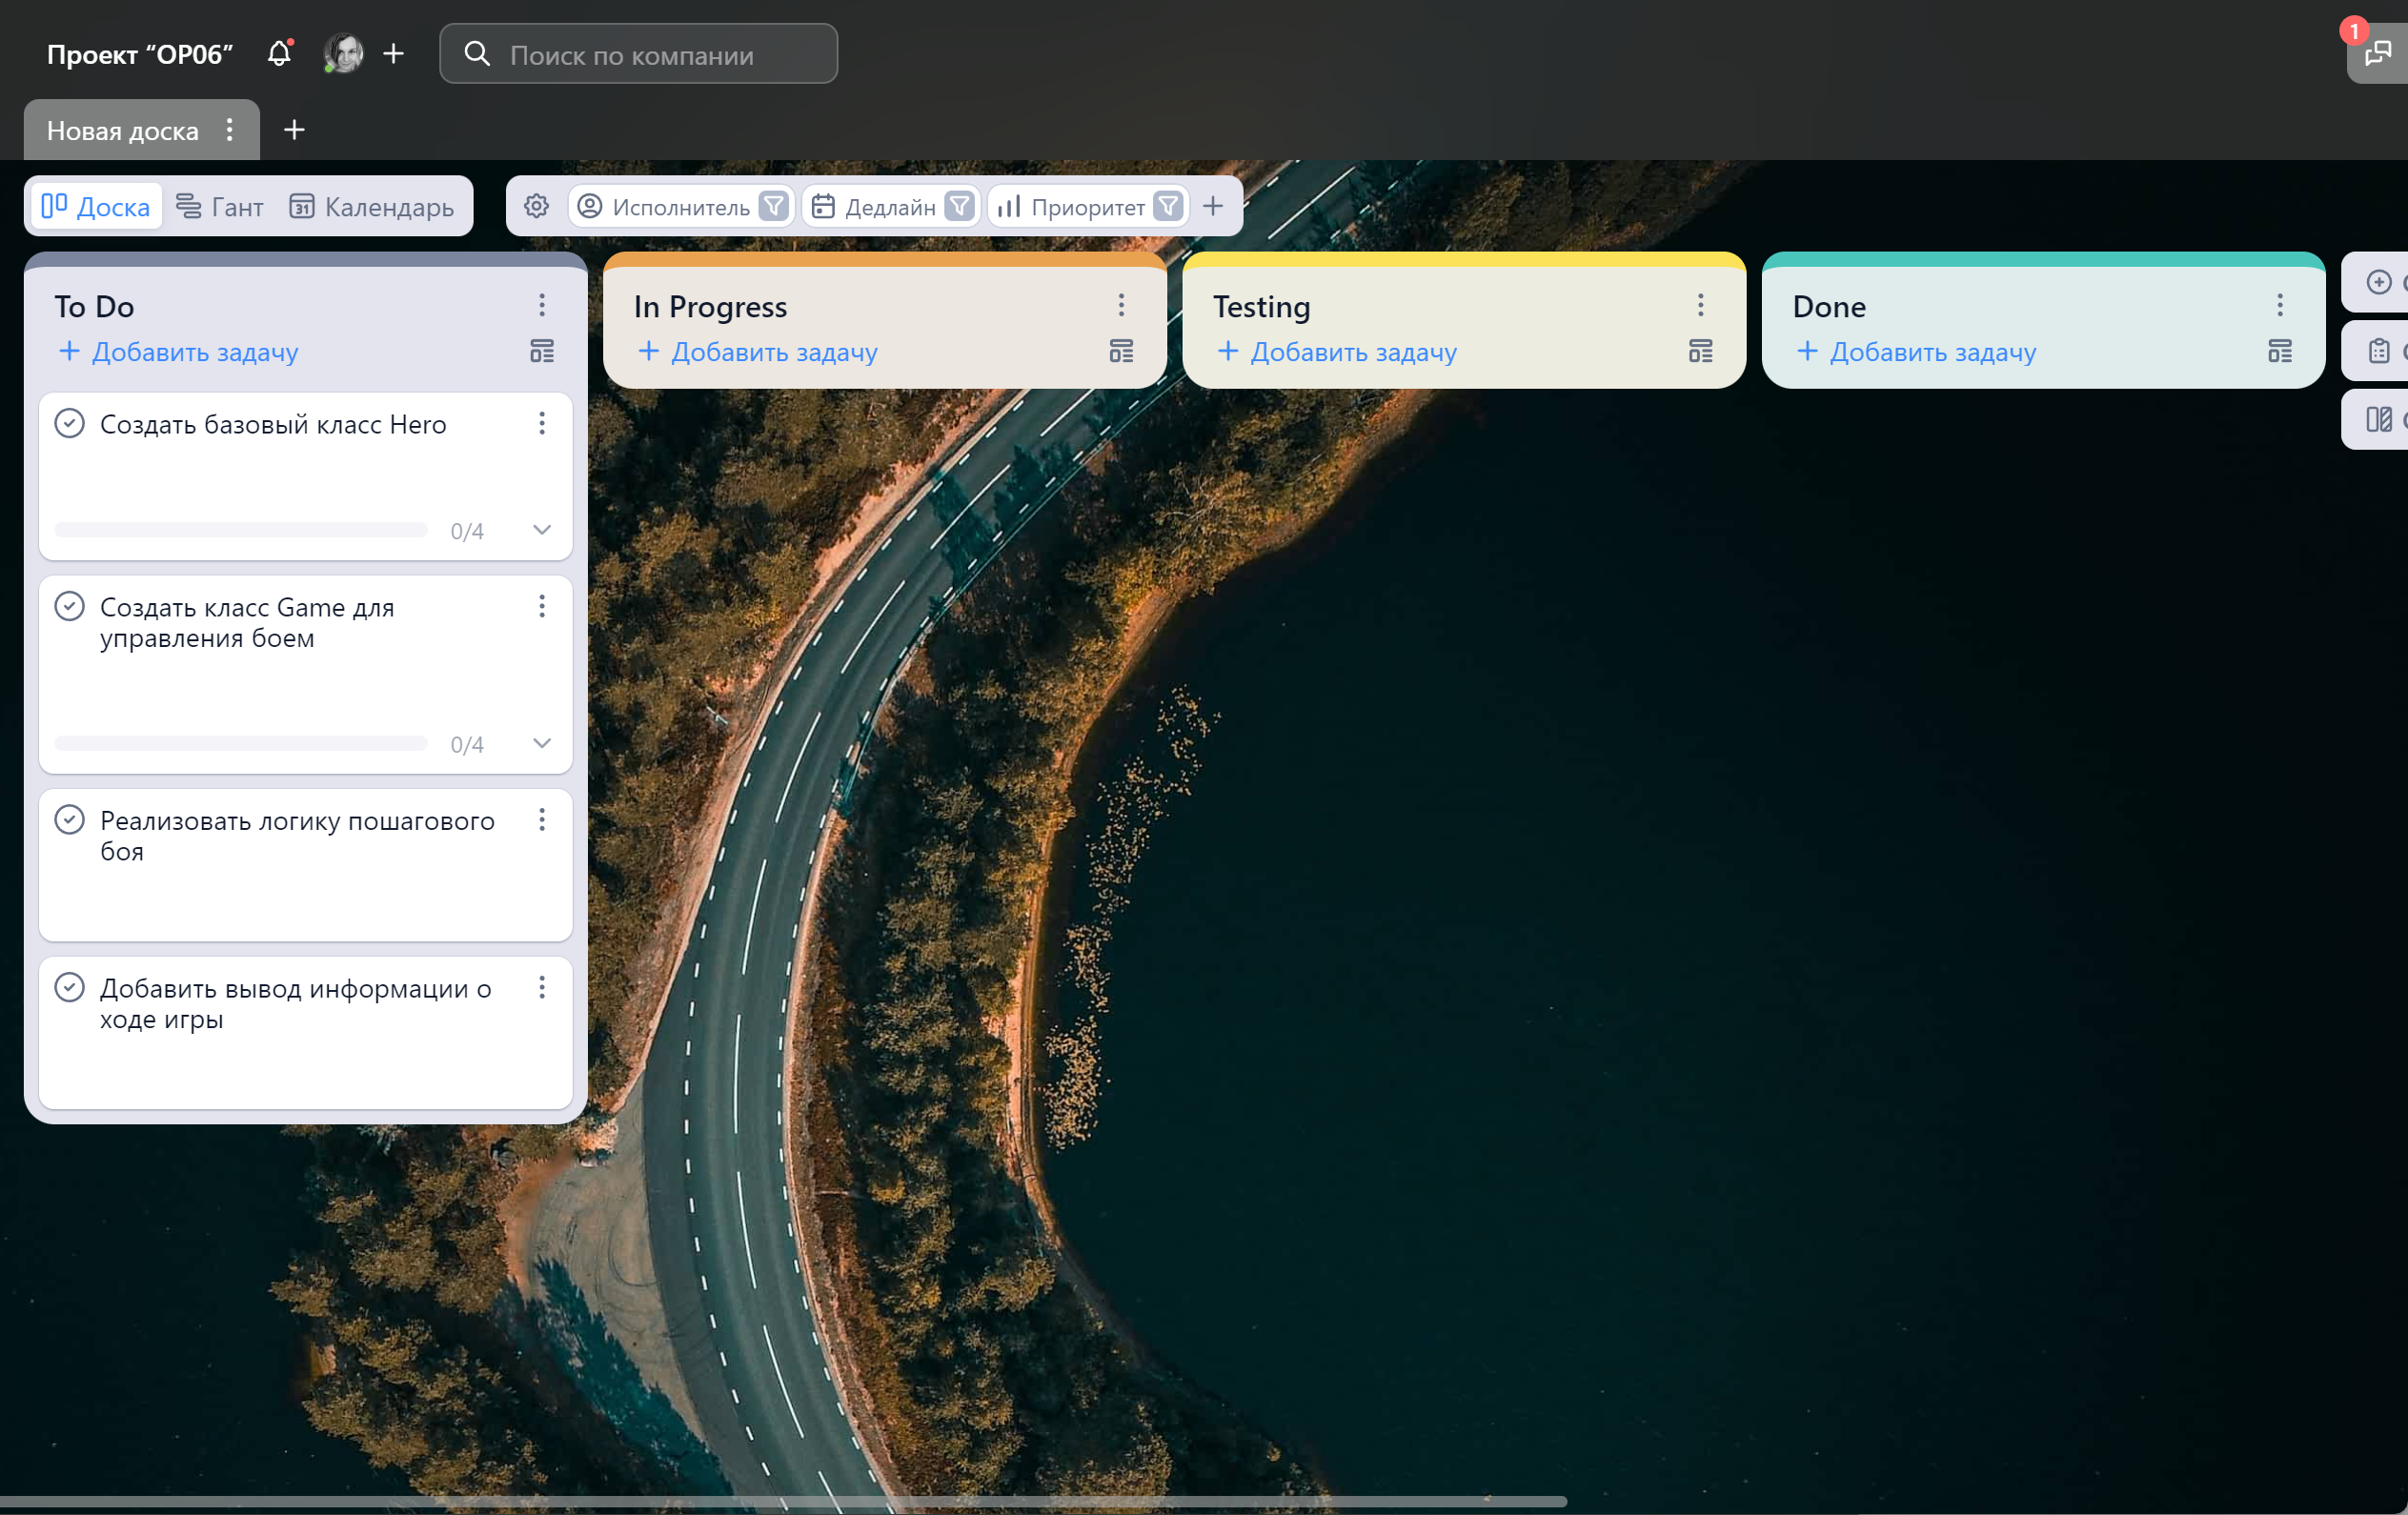 Проект “ОР06”
Поиск по компании
1
Новая доска
Доска
Гант
31
Календарь
Исполнитель
Дедлайн
Приоритет
To Do
Добавить задачу
Создать базовый класс Hero
0/4
Создать класс Game для
управления боем
0/4
Реализовать логику пошагового
боя
Добавить вывод информации о
ходе игры
In Progress
Добавить задачу
Testing
Добавить задачу
Done
Добавить задачу